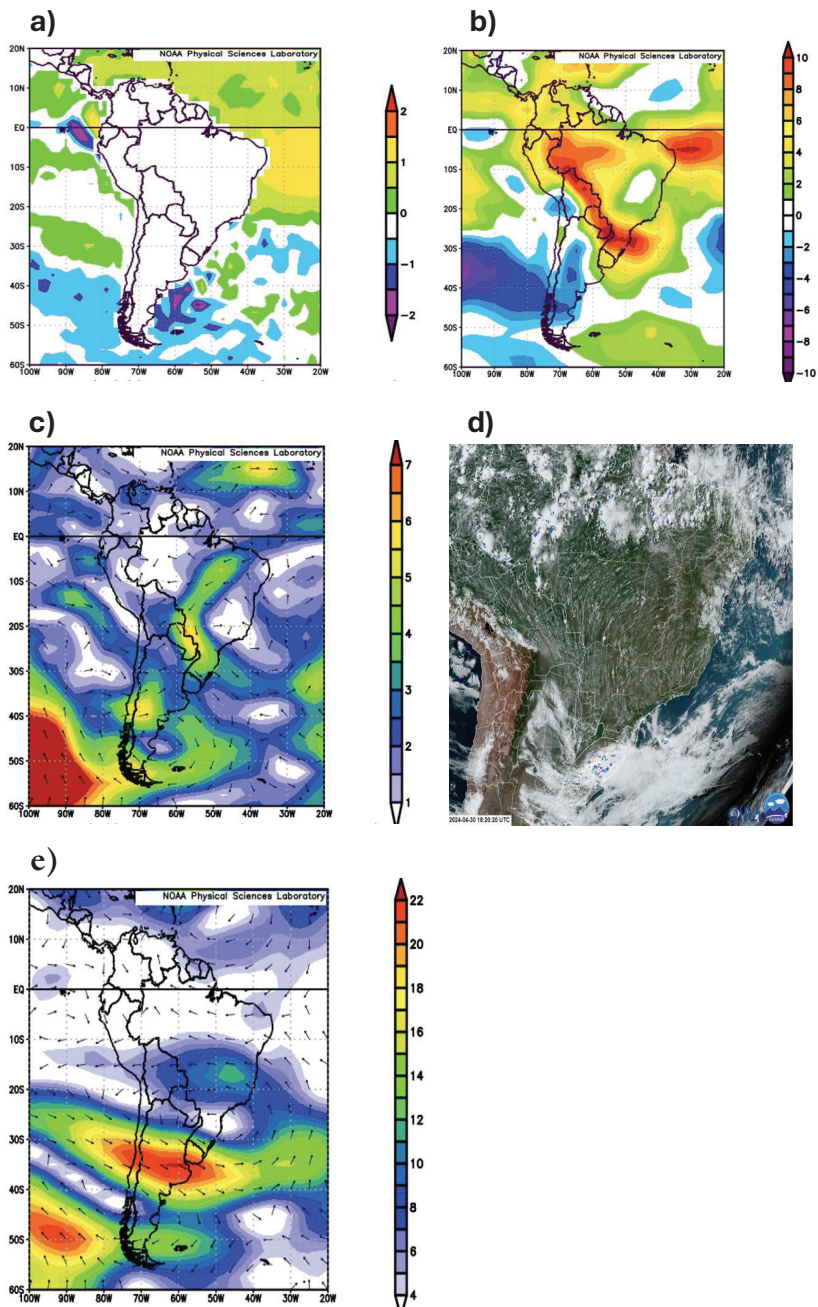 a)
NOAA Physical Sciences Laboratory
20N
10N
EQ
10S
20S
30S
40S
50S
60S
100W 90W 80W 70W 60W 50W 40W 30W 20W
2
1
0
-1
-2
b)
NOAA Physical Sciences Laboratory
20N
10N
EQ
10S
20S
30S
40S
50S
60S
100W 90W 80W 70W 60W 50W 40W 30W 20W
10
8
6
4
2
0
-2
-4
-6
-8
-10
c)
NOAA Physical Sciences Laboratory
20N
10N
EQ
10S
20S
30S
40S
50S
60S
100W 90W 80W 70W 60W 50W 40W 30W 20W
7
6
5
4
3
2
1
d)
2024-04-30 18:20:20 UTC
e)
NOAA Physical Sciences Laboratory
20N
10N
EQ
10S
20S
30S
40S
50S
60S
100W 90W 80W 70W 60W 50W 40W 30W 20W
22
20
18
16
14
12
10
8
6
4